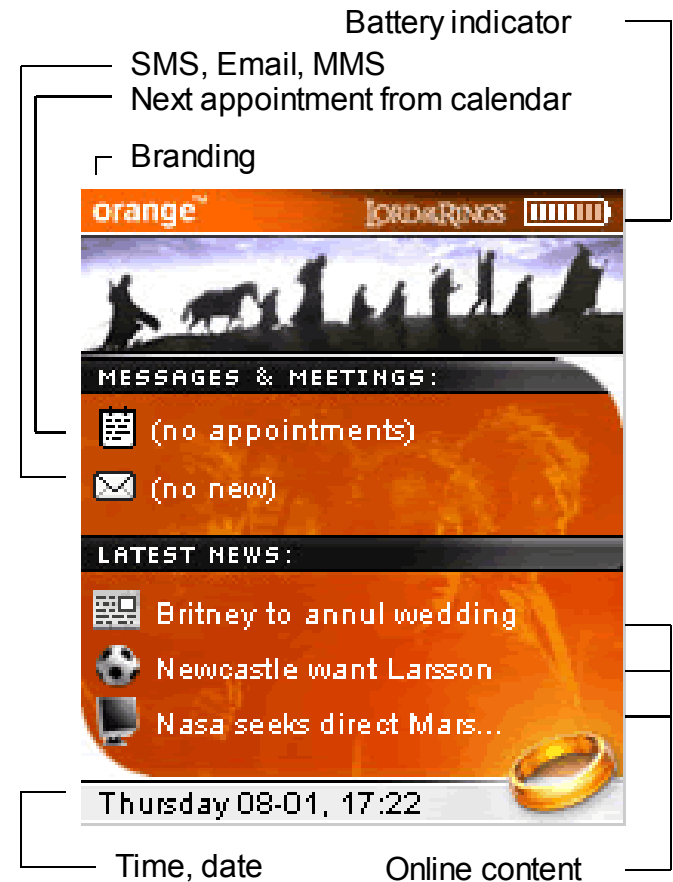 Battery indicator
SMS, Email, MMS
Next appointment from calendar
Branding
orange™ LORD OF THE RINGS
MESSAGES & MEETINGS:
(no appointments)
(no new)
LATEST NEWS:
Britney to annul wedding
Newcastle want Larsson
Nasa seeks direct Mars...
Thursday 08-01, 17:22
Time, date Online content